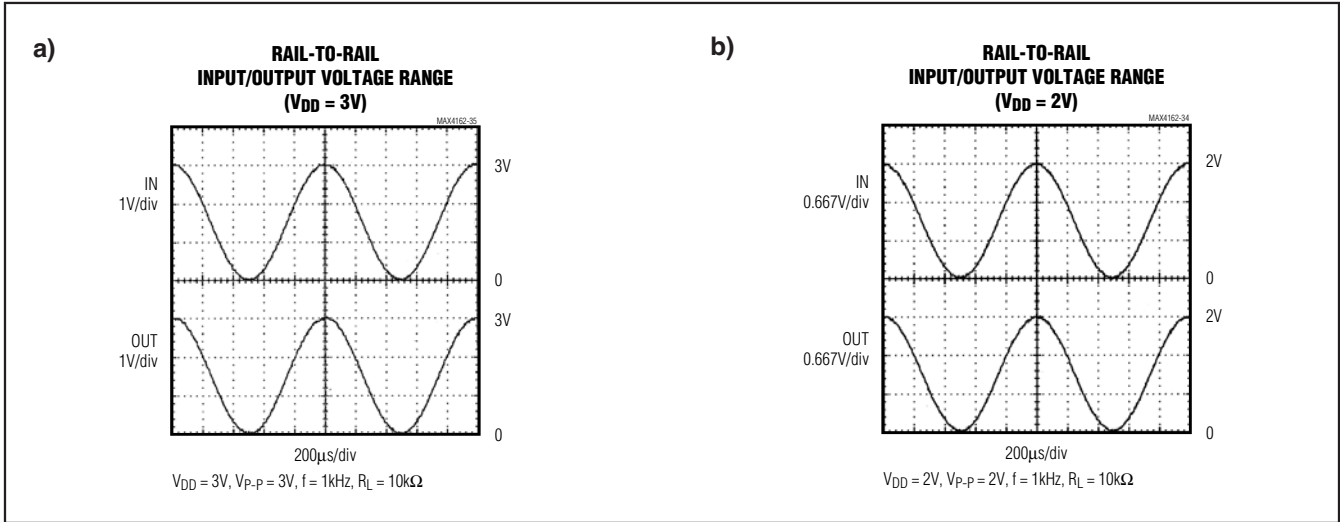 a)
RAIL-TO-RAIL
INPUT/OUTPUT VOLTAGE RANGE
(VDD = 3V)
MAX4162-35
3V
IN
1V/div
0
3V
OUT
1V/div
0
200µs/div
VDD = 3V, VP-P = 3V, f = 1kHz, RL = 10kΩ
b)
RAIL-TO-RAIL
INPUT/OUTPUT VOLTAGE RANGE
(VDD = 2V)
MAX4162-34
2V
IN
0.667V/div
0
2V
OUT
0.667V/div
0
200µs/div
VDD = 2V, VP-P = 2V, f = 1kHz, RL = 10kΩ